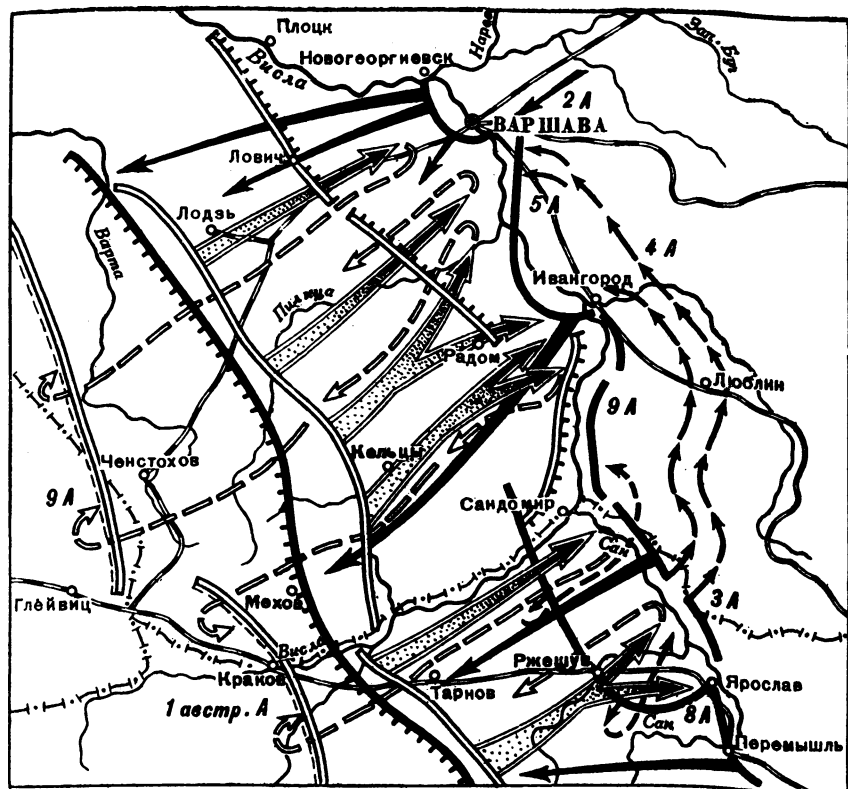 Плоцк
Висла
Новогеоргиевск
Нарев
Зап. Буг
2 А
ВАРШАВА
Лович
Лодзь
5 А
4 А
Варта
Ивангород
Пилица
Радом
Люблин
9 А
Кельцы
Ченстохов
9 А
Сандомир
Сан
Мехов
Глейвиц
3 А
Висла
Ржешув
Краков
Тарнов
Ярослав
1 австр. А
8 А
Сан
Перемышль